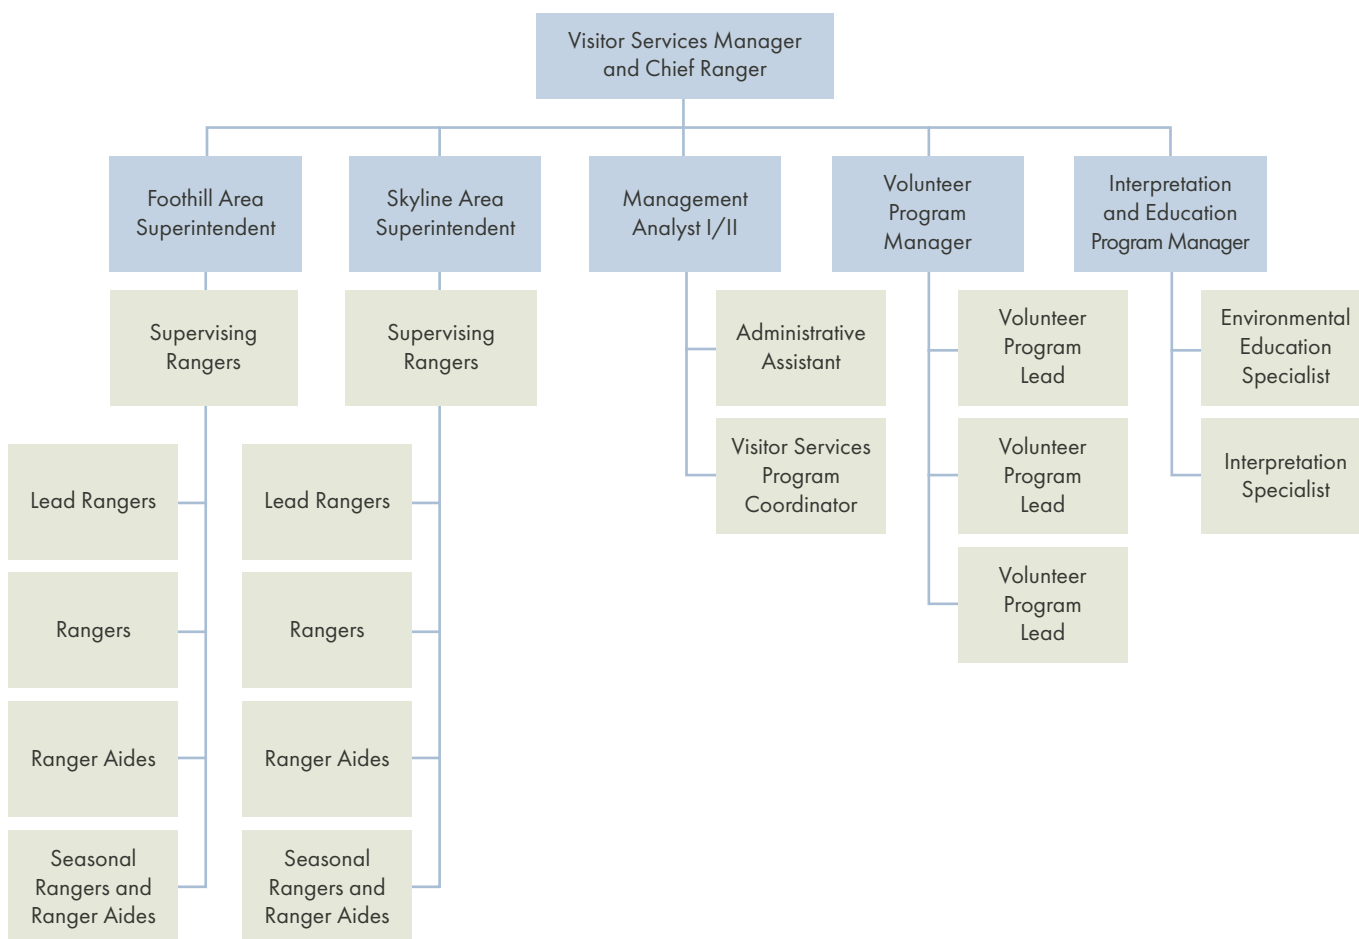 Visitor Services Manager
and Chief Ranger
Foothill Area
Superintendent
Skyline Area
Superintendent
Management
Analyst I/II
Volunteer
Program
Manager
Interpretation
and Education
Program Manager
Supervising
Rangers
Lead Rangers
Rangers
Ranger Aides
Seasonal
Rangers and
Ranger Aides
Supervising
Rangers
Lead Rangers
Rangers
Ranger Aides
Seasonal
Rangers and
Ranger Aides
Administrative
Assistant
Visitor Services
Program
Coordinator
Volunteer
Program
Lead
Volunteer
Program
Lead
Volunteer
Program
Lead
Environmental
Education
Specialist
Interpretation
Specialist